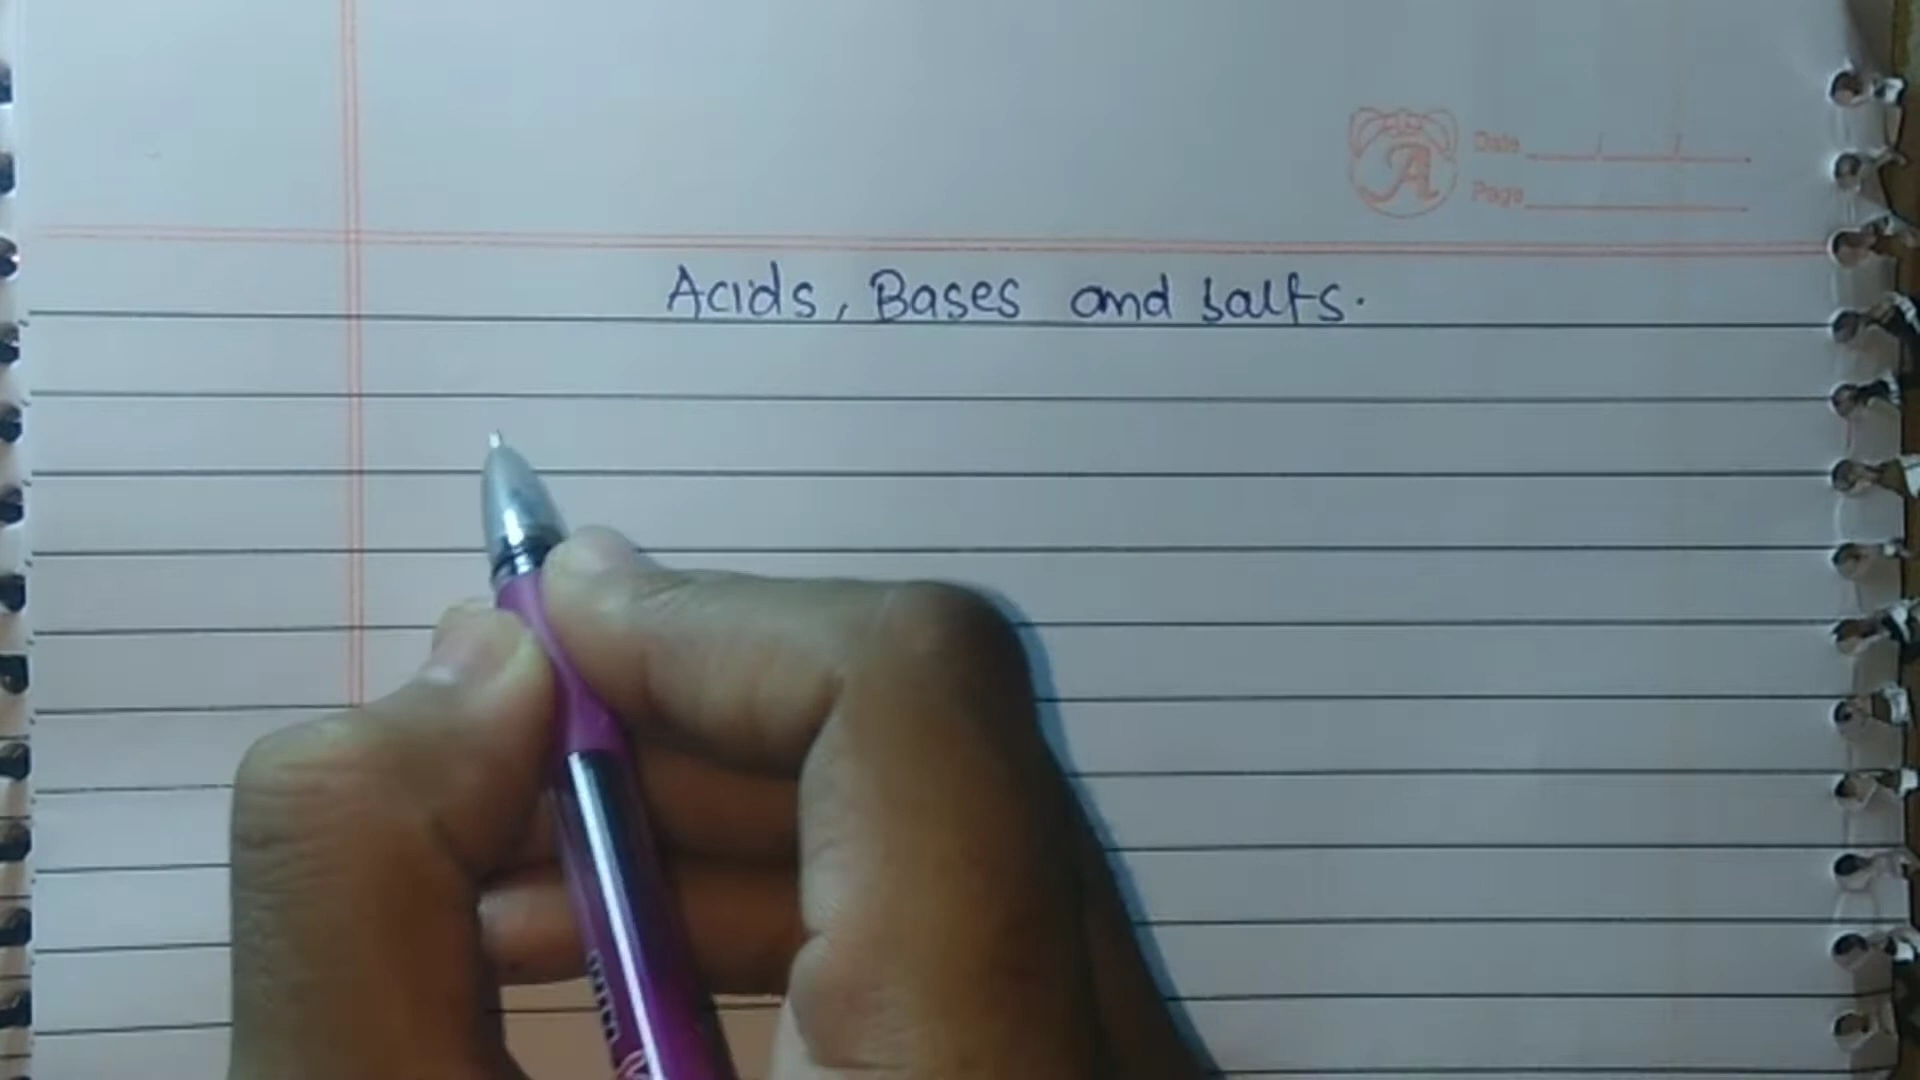 A
Date
Page
Acids, Bases and salts.